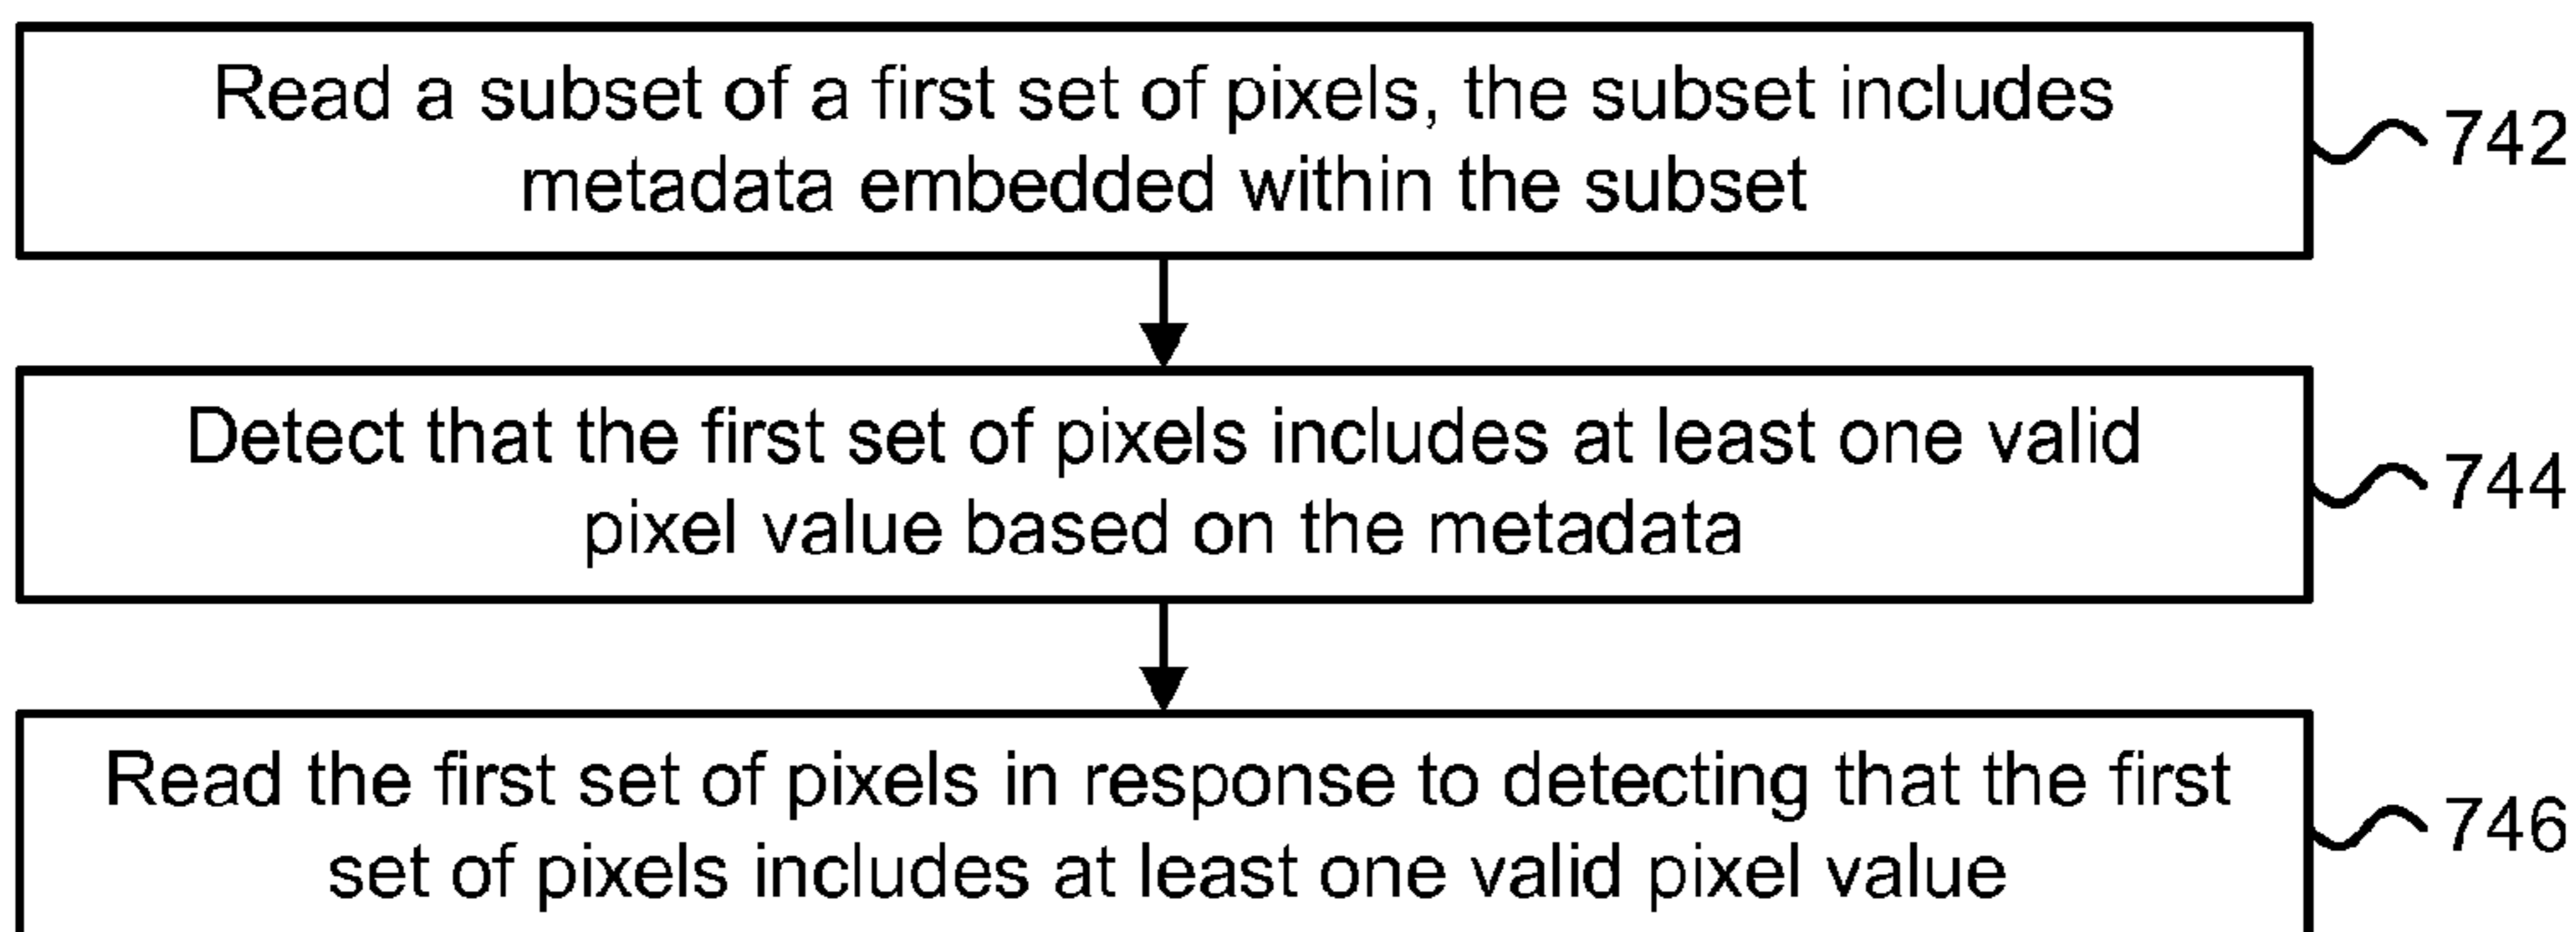 Read a subset of a first set of pixels, the subset includes
metadata embedded within the subset
742
Detect that the first set of pixels includes at least one valid
pixel value based on the metadata
744
Read the first set of pixels in response to detecting that the first
set of pixels includes at least one valid pixel value
746